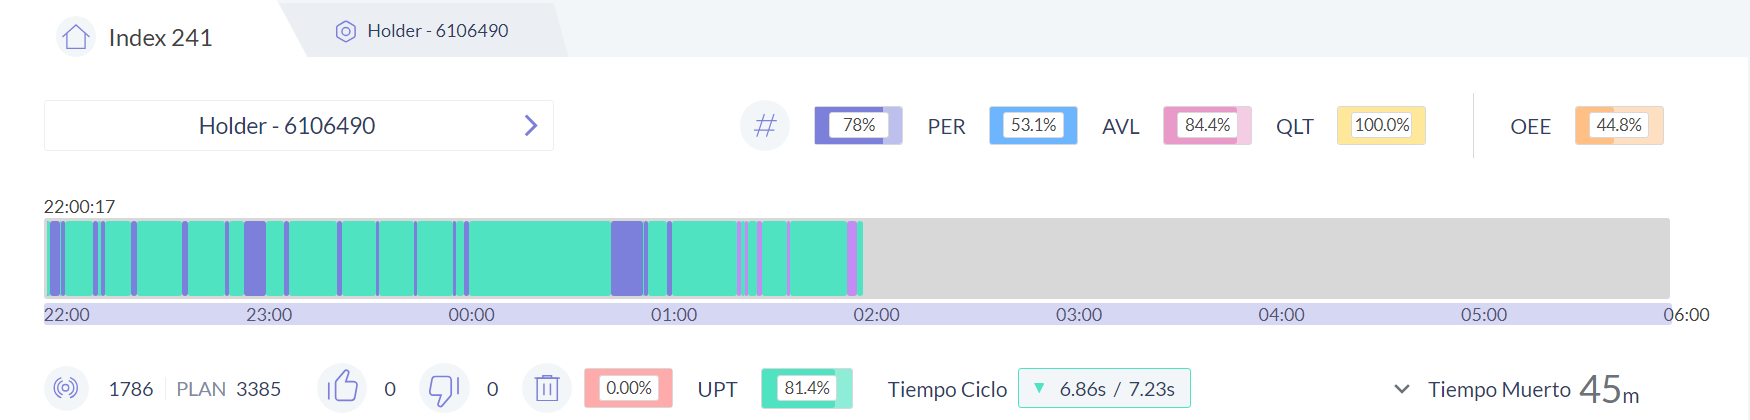 Index 241
Holder - 6106490
Holder - 6106490
# 78% PER 53.1% AVL 84.4% QLT 100.0% OEE 44.8%
22:00:17
22:00 23:00 00:00 01:00 02:00 03:00 04:00 05:00 06:00
1786 PLAN 3385 0 0 0.00% UPT 81.4% Tiempo Ciclo 6.86s / 7.23s Tiempo Muerto 45m